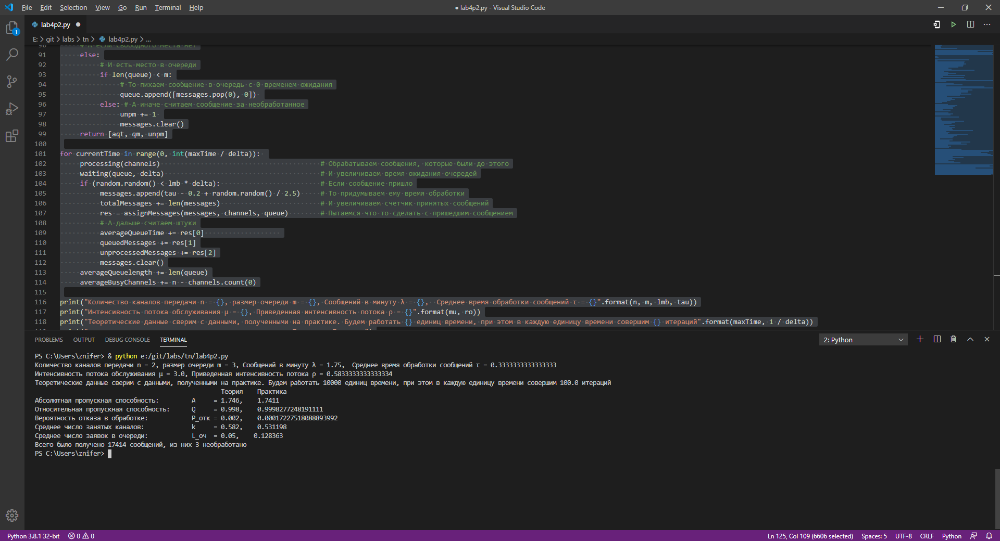 File Edit Selection View Go Run Terminal Help
● lab4p2.py - Visual Studio Code
lab4p2.py ●
1
E: > git > labs > tn > lab4p2.py > ...
90 # А если свободного места нет
91 else:
92 # И есть место в очереди
93 if len(queue) < m:
94 # То пихаем сообщение в очередь с 0 временем ожидания
95 queue.append([messages.pop(0), 0])
96 else: # А иначе считаем сообщение за необработанное
97 unpm += 1
98 messages.clear()
99 return [aqt, qm, unpm]
100
101 for currentTime in range(0, int(maxTime / delta)):
102 processing(channels) # Обрабатываем сообщения, которые были до этого
103 waiting(queue, delta) # И увеличиваем время ожидания очередей
104 if (random.random() < lmb * delta): # Если сообщение пришло
105 messages.append(tau - 0.2 + random.random() / 2.5) # То придумываем ему время обработки
106 totalMessages += len(messages) # И увеличиваем счетчик принятых сообщений
107 res = assignMessages(messages, channels, queue) # Пытаемся что то сделать с пришедшим сообщением
108 # А дальше считаем штуки
109 averageQueueTime += res[0]
110 queuedMessages += res[1]
111 unprocessedMessages += res[2]
112 messages.clear()
113 averageQueuelength += len(queue)
114 averageBusyChannels += n - channels.count(0)
115
116 print("Количество каналов передачи n = {}, размер очереди m = {}, Сообщений в минуту λ = {},  Среднее время обработки сообщений τ = {}".format(n, m, lmb, tau))
117 print("Интенсивность потока обслуживания μ = {}, Приведенная интенсивность потока ρ = {}".format(mu, ro))
118 print("Теоретические данные сверим с данными, полученными на практике. Будем работать {} единиц времени, при этом в каждую единицу времени совершим {} итераций".format(maxTime, 1 / delta))
PROBLEMS OUTPUT DEBUG CONSOLE TERMINAL
2: Python
PS C:\Users\znifer> & python e:/git/labs/tn/lab4p2.py
Количество каналов передачи n = 2, размер очереди m = 3, Сообщений в минуту λ = 1.75,  Среднее время обработки сообщений τ = 0.3333333333333333
Интенсивность потока обслуживания μ = 3.0, Приведенная интенсивность потока ρ = 0.5833333333333334
Теоретические данные сверим с данными, полученными на практике. Будем работать 10000 единиц времени, при этом в каждую единицу времени совершим 100.0 итераций
Теория Практика
Абсолютная пропускная способность: A = 1.746, 1.7411
Относительная пропускная способность: Q = 0.998, 0.9998277248191111
Вероятность отказа в обработке: P_отк = 0.002, 0.00017227518088893992
Среднее число занятых каналов: k = 0.582, 0.531198
Среднее число заявок в очереди: L_оч = 0.05, 0.128363
Всего было получено 17414 сообщений, из них 3 необработано
PS C:\Users\znifer>
Python 3.8.1 32-bit 0 0 Ln 125, Col 109 (6606 selected) Spaces: 5 UTF-8 CRLF Python